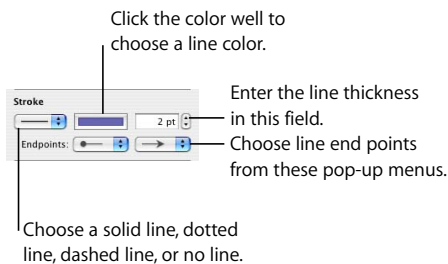 Click the color well to
choose a line color.
Stroke
2 pt
Endpoints:
Enter the line thickness
in this field.
Choose line end points
from these pop-up menus.
Choose a solid line, dotted
line, dashed line, or no line.